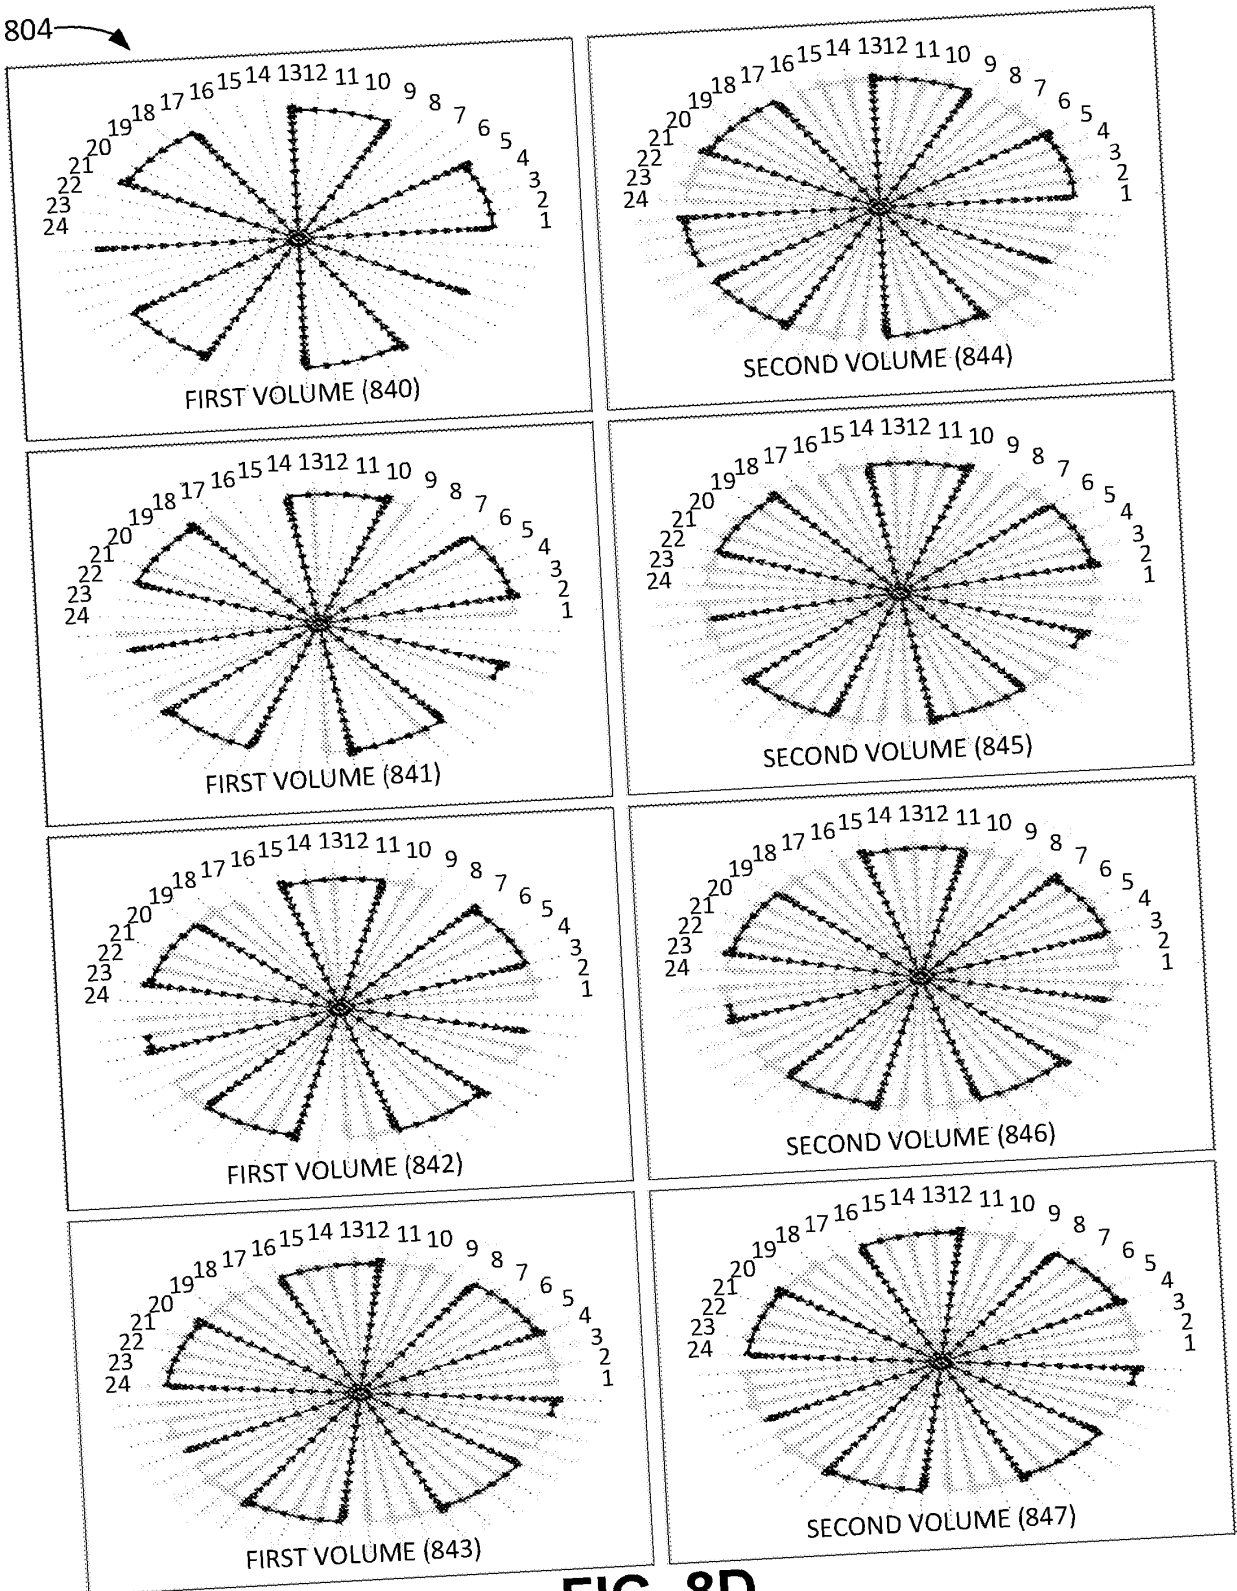 804
24 23 22 21 20 19 18 17 16 15 14 13 12 11 10 9 8 7 6 5 4 3 2 1
FIRST VOLUME (840)
24 23 22 21 20 19 18 17 16 15 14 13 12 11 10 9 8 7 6 5 4 3 2 1
SECOND VOLUME (844)
24 23 22 21 20 19 18 17 16 15 14 13 12 11 10 9 8 7 6 5 4 3 2 1
FIRST VOLUME (841)
24 23 22 21 20 19 18 17 16 15 14 13 12 11 10 9 8 7 6 5 4 3 2 1
SECOND VOLUME (845)
24 23 22 21 20 19 18 17 16 15 14 13 12 11 10 9 8 7 6 5 4 3 2 1
FIRST VOLUME (842)
24 23 22 21 20 19 18 17 16 15 14 13 12 11 10 9 8 7 6 5 4 3 2 1
SECOND VOLUME (846)
24 23 22 21 20 19 18 17 16 15 14 13 12 11 10 9 8 7 6 5 4 3 2 1
FIRST VOLUME (843)
24 23 22 21 20 19 18 17 16 15 14 13 12 11 10 9 8 7 6 5 4 3 2 1
SECOND VOLUME (847)
FIG. 8D